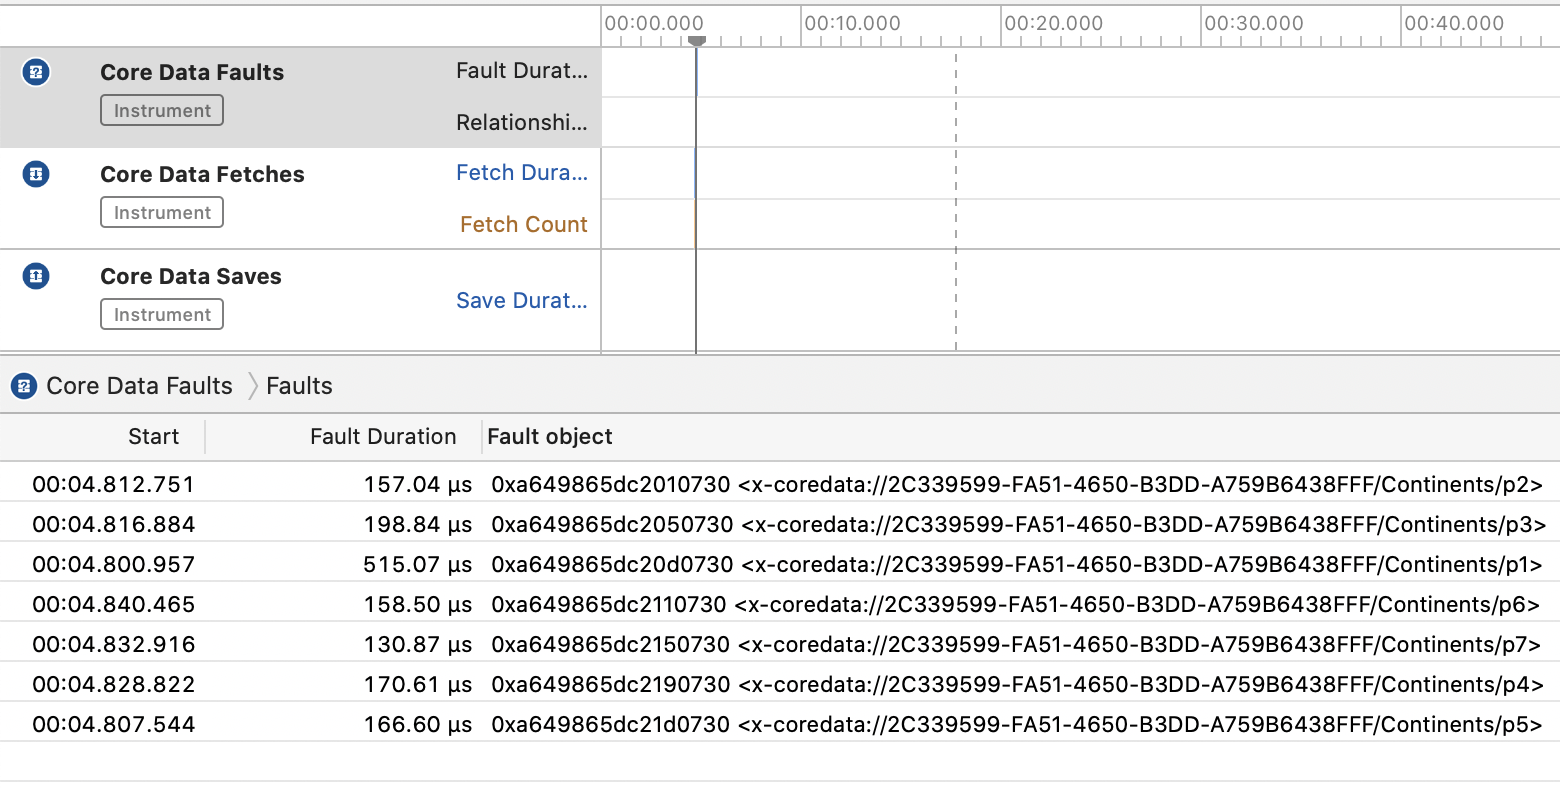 00:00.000 00:10.000 00:20.000 00:30.000 00:40.000
Core Data Faults Fault Durat...
Instrument
Relationshi...
Core Data Fetches Fetch Dura...
Instrument
Fetch Count
Core Data Saves
Save Durat...
Instrument
Core Data Faults Faults
Start Fault Duration Fault object
00:04.812.751 157.04 µs 0xa649865dc2010730 <x-coredata://2C339599-FA51-4650-B3DD-A759B6438FFF/Continents/p2>
00:04.816.884 198.84 µs 0xa649865dc2050730 <x-coredata://2C339599-FA51-4650-B3DD-A759B6438FFF/Continents/p3>
00:04.800.957 515.07 µs 0xa649865dc20d0730 <x-coredata://2C339599-FA51-4650-B3DD-A759B6438FFF/Continents/p1>
00:04.840.465 158.50 µs 0xa649865dc2110730 <x-coredata://2C339599-FA51-4650-B3DD-A759B6438FFF/Continents/p6>
00:04.832.916 130.87 µs 0xa649865dc2150730 <x-coredata://2C339599-FA51-4650-B3DD-A759B6438FFF/Continents/p7>
00:04.828.822 170.61 µs 0xa649865dc2190730 <x-coredata://2C339599-FA51-4650-B3DD-A759B6438FFF/Continents/p4>
00:04.807.544 166.60 µs 0xa649865dc21d0730 <x-coredata://2C339599-FA51-4650-B3DD-A759B6438FFF/Continents/p5>